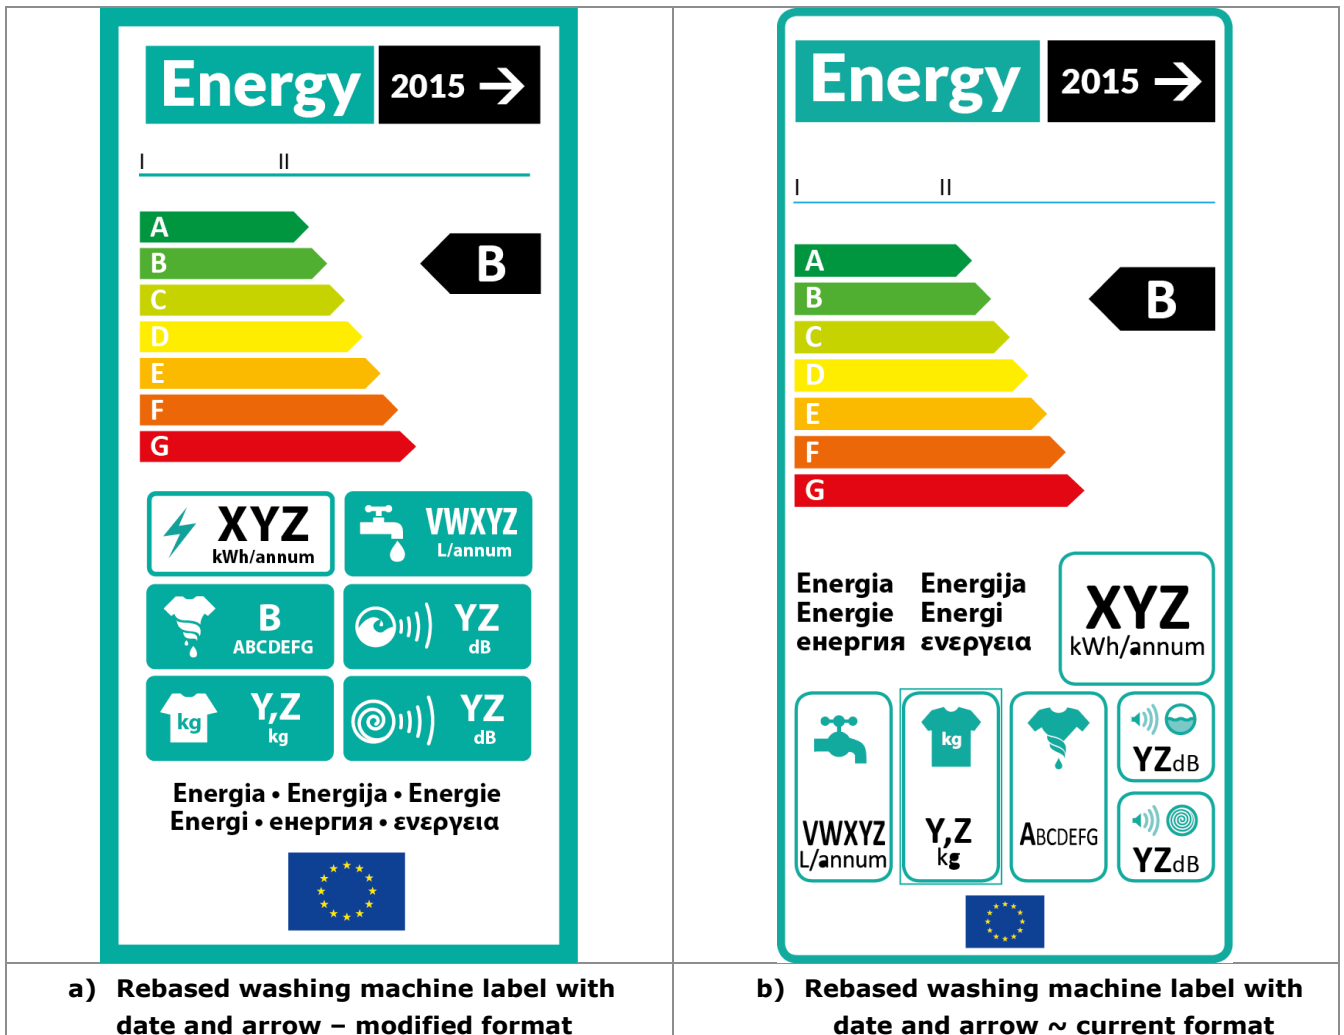 Energy 2015 →
I II
A
B
B
C
D
E
F
G
XYZ
kWh/annum
VWXYZ
L/annum
B
ABCDEFG
YZ
dB
kg
Y,Z
kg
YZ
dB
Energia • Energija • Energie
Energi • енергия • ενεργεια
a) Rebased washing machine label with
date and arrow – modified format
Energy 2015 →
I II
A
B
B
C
D
E
F
G
Energia Energija
Energie Energi
енергия ενεργεια
XYZ
kWh/annum
VWXYZ
L/annum
kg
Y,Z
kg
ABCDEFG
YZdB
YZdB
b) Rebased washing machine label with
date and arrow ~ current format